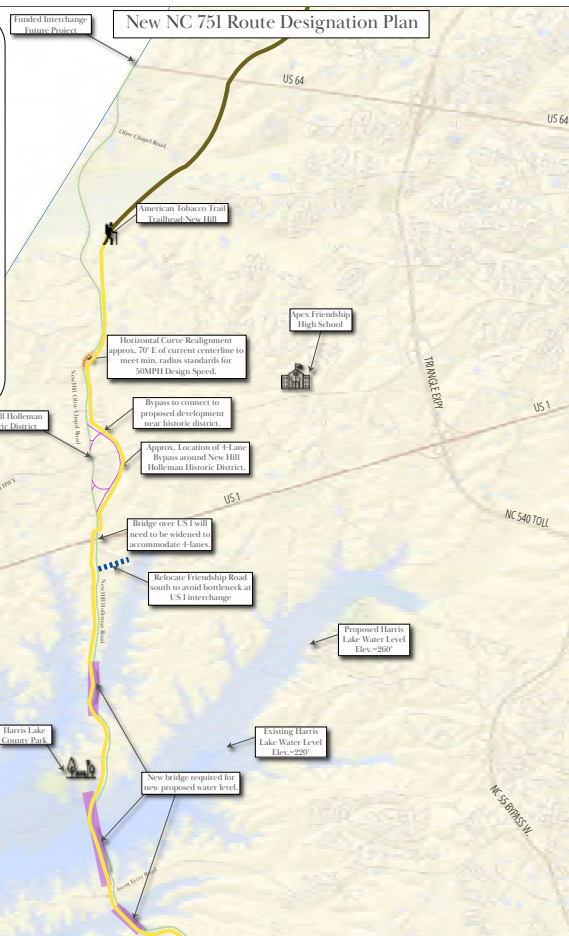 New NC 751 Route Designation Plan
Funded Interchange
Future Project
US 64
US 64
Olive Chapel Road
American Tobacco Trail
Trailhead-New Hill
Apex Friendship
High School
Horizontal Curve Realignment
approx. 70' E of current centerline to
meet min. radius standards for
50MPH Design Speed.
TRIANGLE EXPY
New Hill Olive Chapel Road
Bypass to connect to
proposed development
near historic district.
US 1
ll Holleman
ric District
Approx. Location of 4-Lane
Bypass around New Hill
Holleman Historic District.
HWY
US 1
NC 540 TOLL
Bridge over US 1 will
need to be widened to
accommodate 4-lanes.
Relocate Friendship Road
south to avoid bottleneck at
US 1 interchange
New Hill Holleman Road
Proposed Harris
Lake Water Level
Elev.=260'
Harris Lake
County Park
Existing Harris
Lake Water Level
Elev.=220'
New bridge required for
new proposed water level.
NC 55 BYPASS W.
Avent Ferry Road